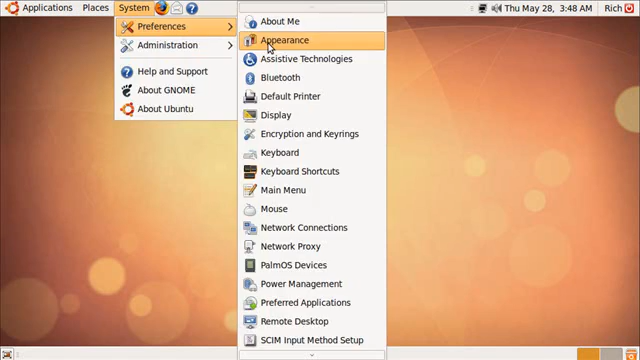 Applications Places System Thu May 28, 3:48 AM Rich
Preferences
Administration
Help and Support
About GNOME
About Ubuntu
About Me
Appearance
Assistive Technologies
Bluetooth
Default Printer
Display
Encryption and Keyrings
Keyboard
Keyboard Shortcuts
Main Menu
Mouse
Network Connections
Network Proxy
PalmOS Devices
Power Management
Preferred Applications
Remote Desktop
SCIM Input Method Setup